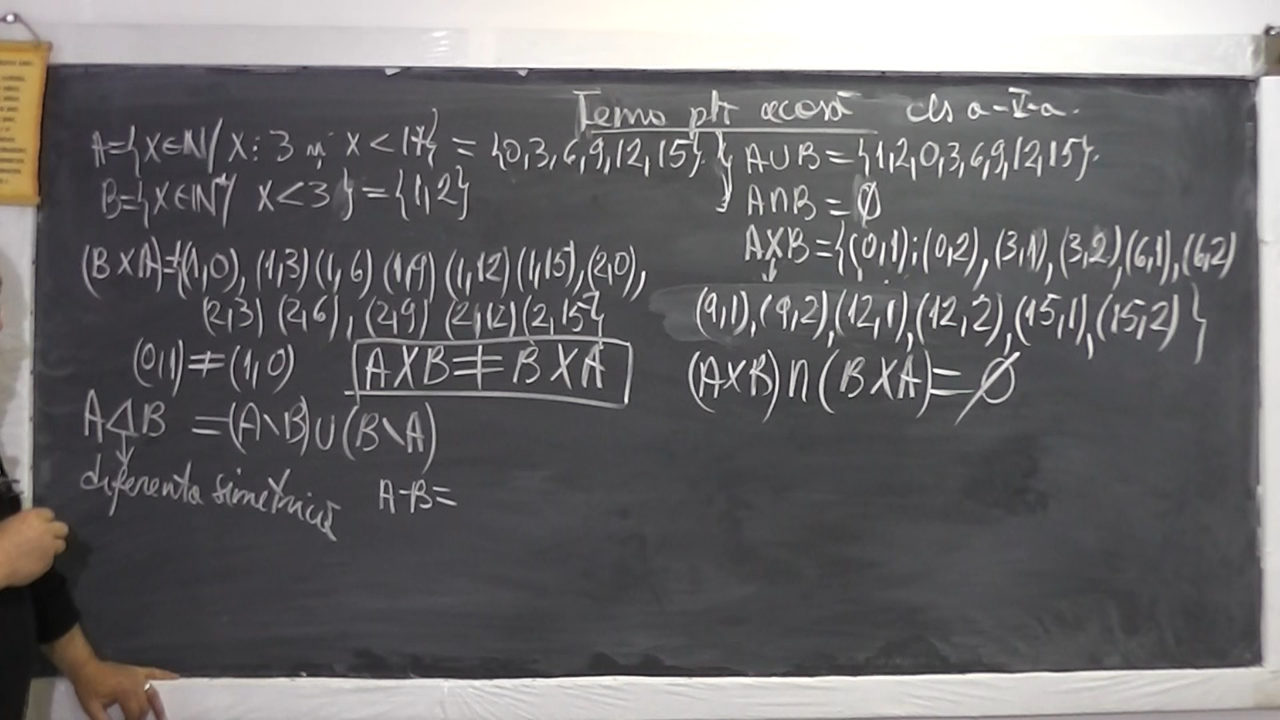 Tema ptr acasă cls a-V-a.
A={x∈ℕ/ x⋮3 și x<17} = {0,3,6,9,12,15}.
B={x∈ℕ*/ x<3} = {1,2}
A∪B={1,2,0,3,6,9,12,15}.
A∩B=∅
A×B={(0,1);(0,2),(3,1),(3,2),(6,1),(6,2)
(9,1),(9,2),(12,1),(12,2),(15,1),(15,2)}
(B×A)={(1,0),(1,3)(1,6)(1,9)(1,12)(1,15),(2,0),
(2,3)(2,6),(2,9)(2,12)(2,15}
(0,1)≠(1,0) A×B≠B×A
(A×B)∩(B×A)=∅
A△B =(A\B)∪(B\A)
diferenta simetrică A-B=